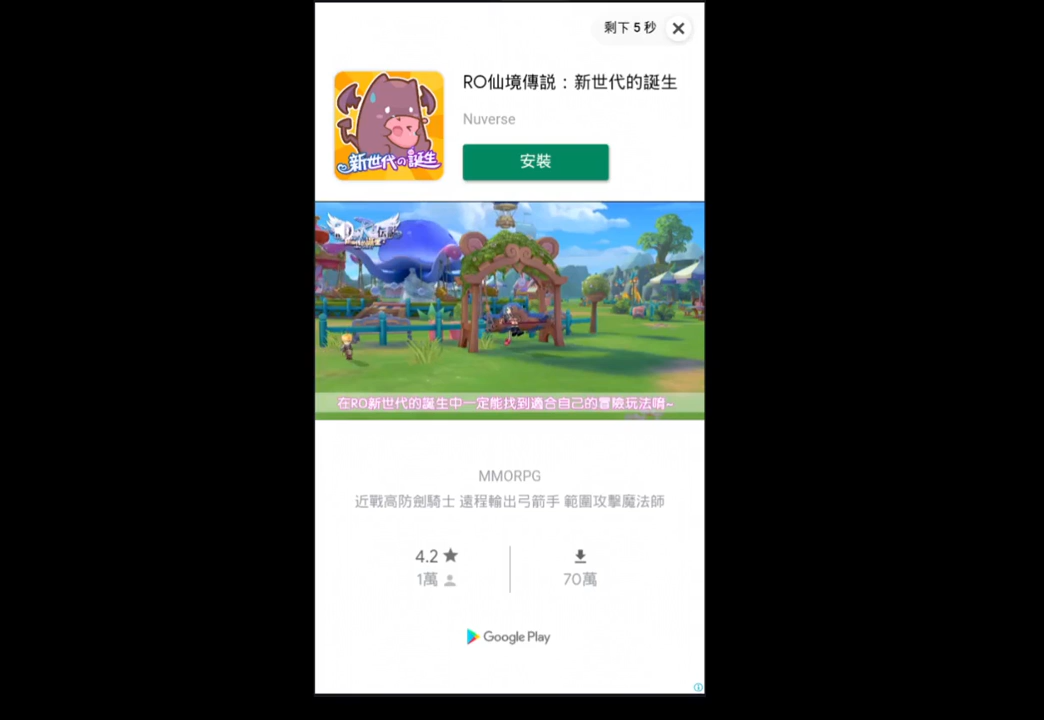 剩下 5 秒
RO仙境傳説：新世代的誕生
Nuverse
新世代の誕生
安裝
在RO新世代的誕生中一定能找到適合自己的冒險玩法唷~
MMORPG
近戰高防劍騎士 遠程輸出弓箭手 範圍攻擊魔法師
4.2
1萬
70萬
Google Play